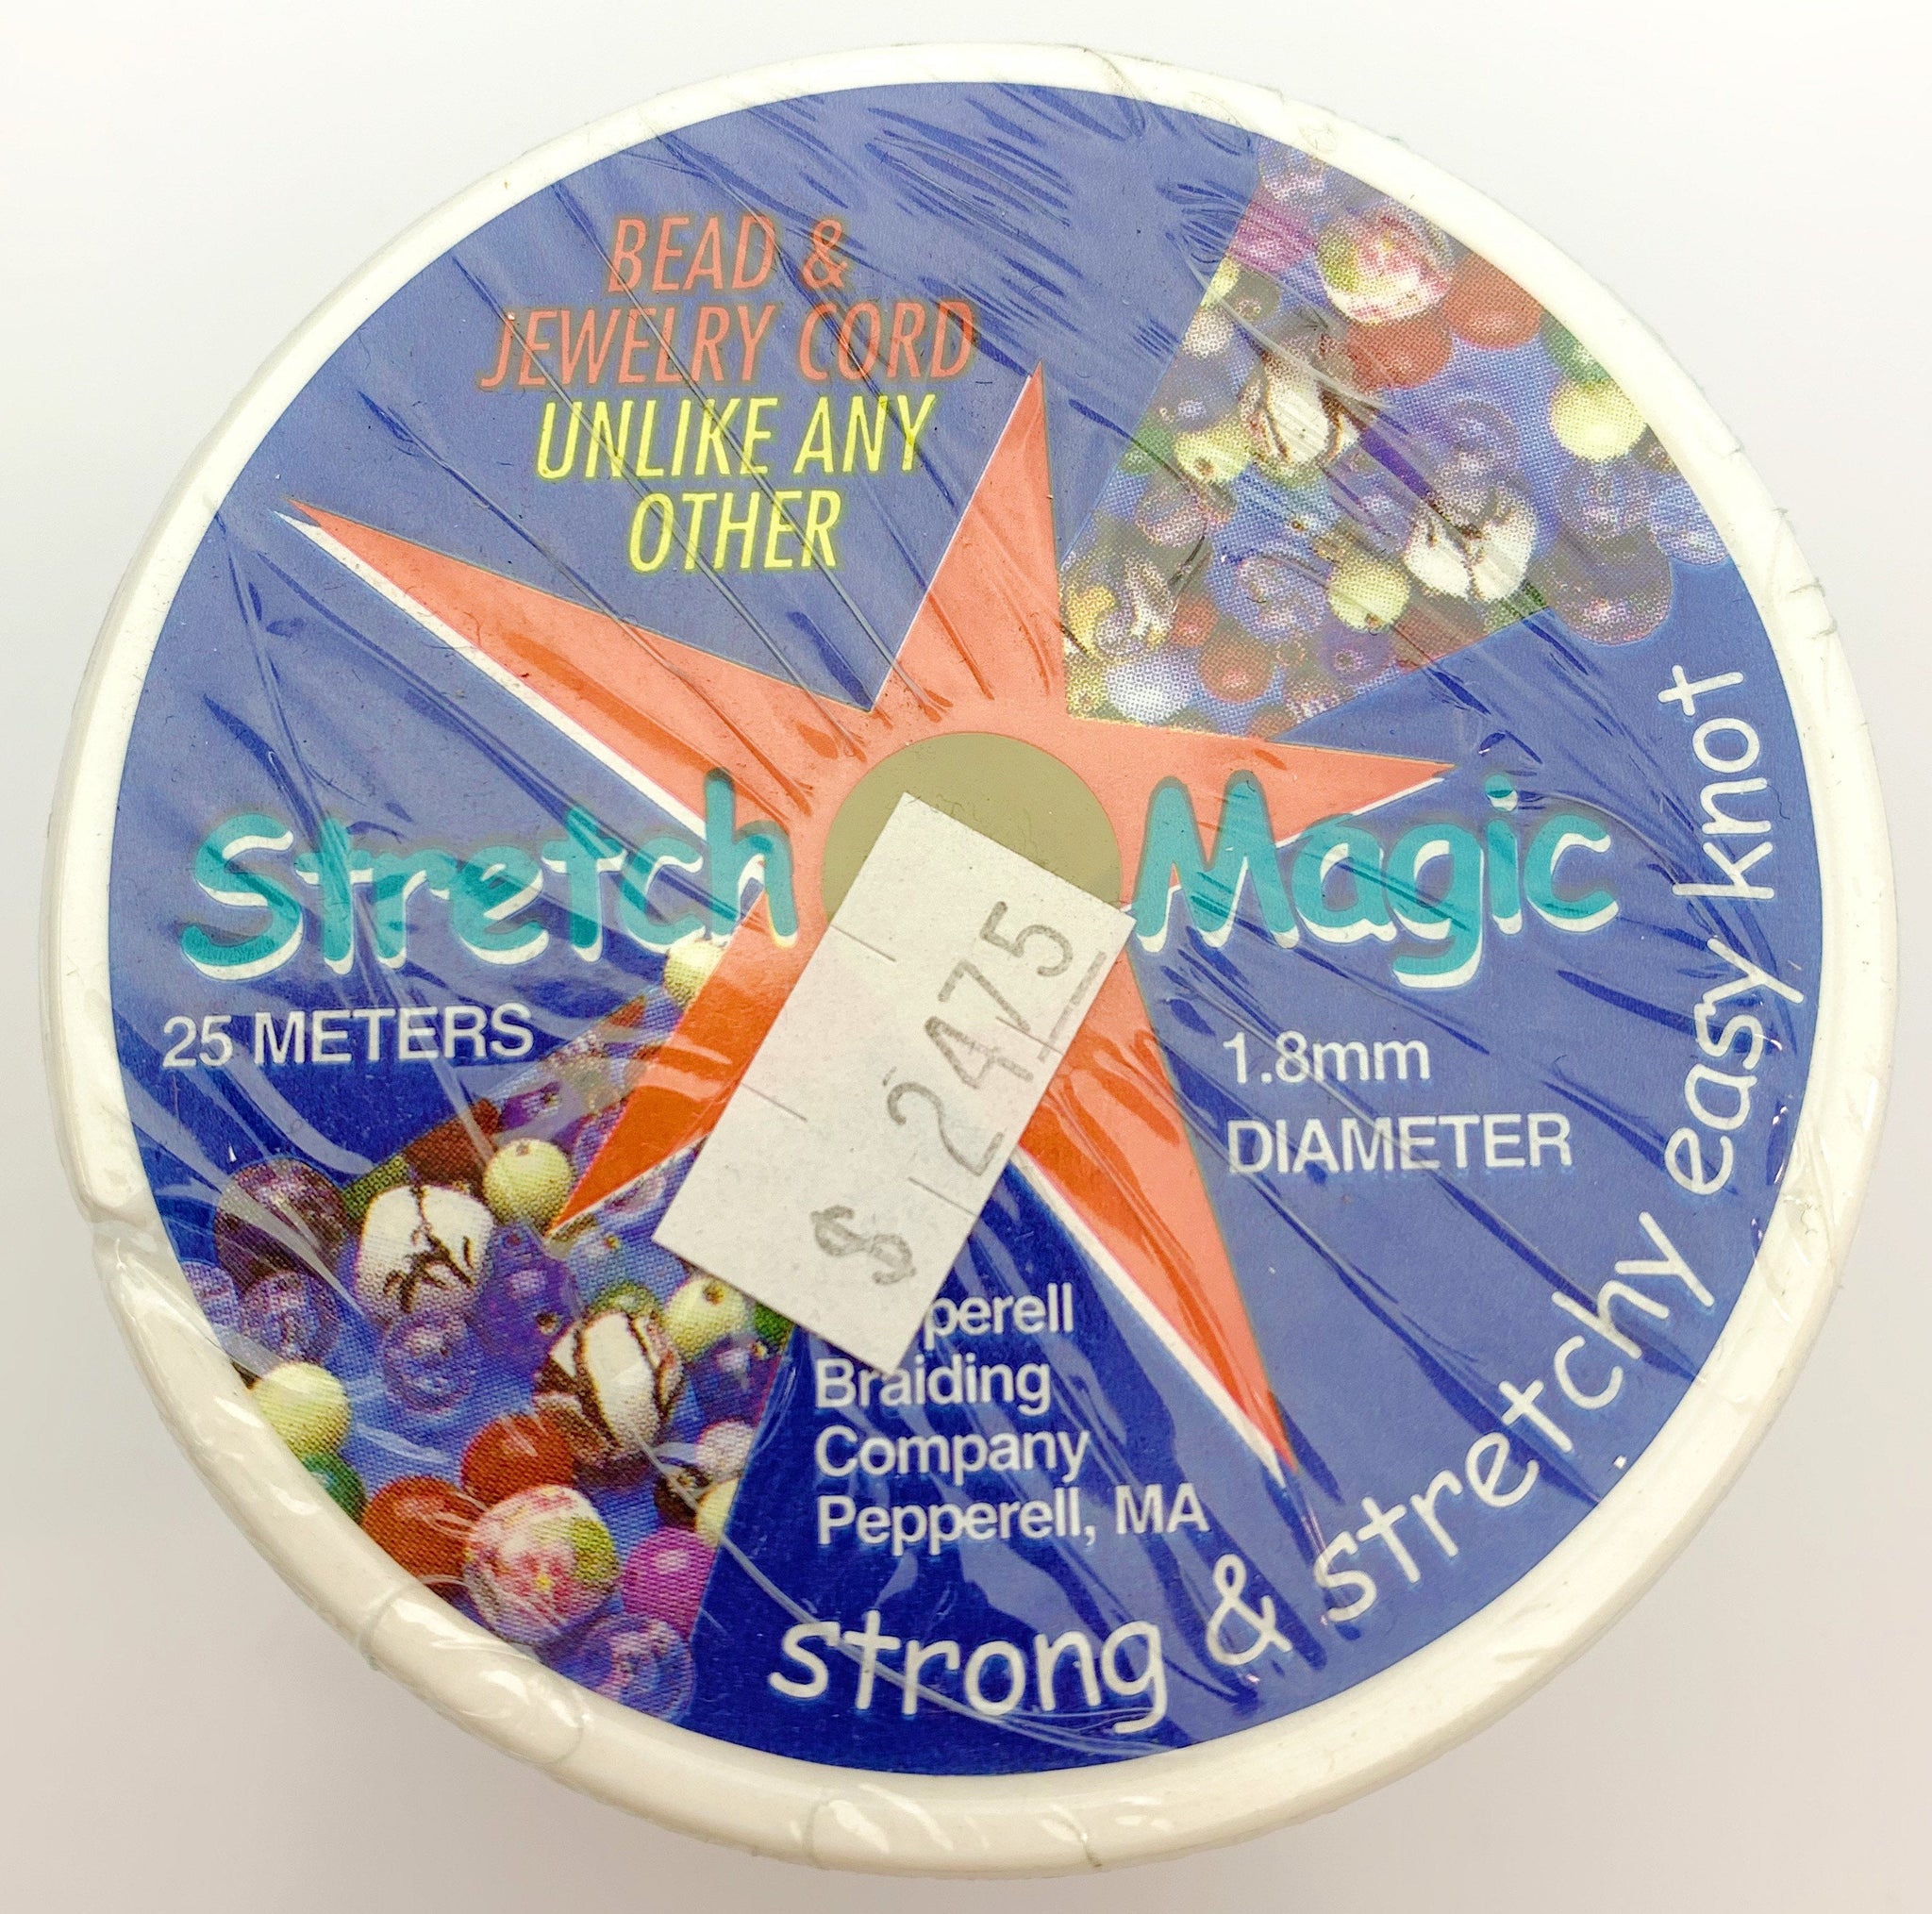 BEAD &
JEWELRY CORD
UNLIKE ANY
OTHER
Stretch Magic
25 METERS
1.8mm
DIAMETER
$ 24 75
perell
Braiding
Company
Pepperell, MA
strong & stretchy easy knot